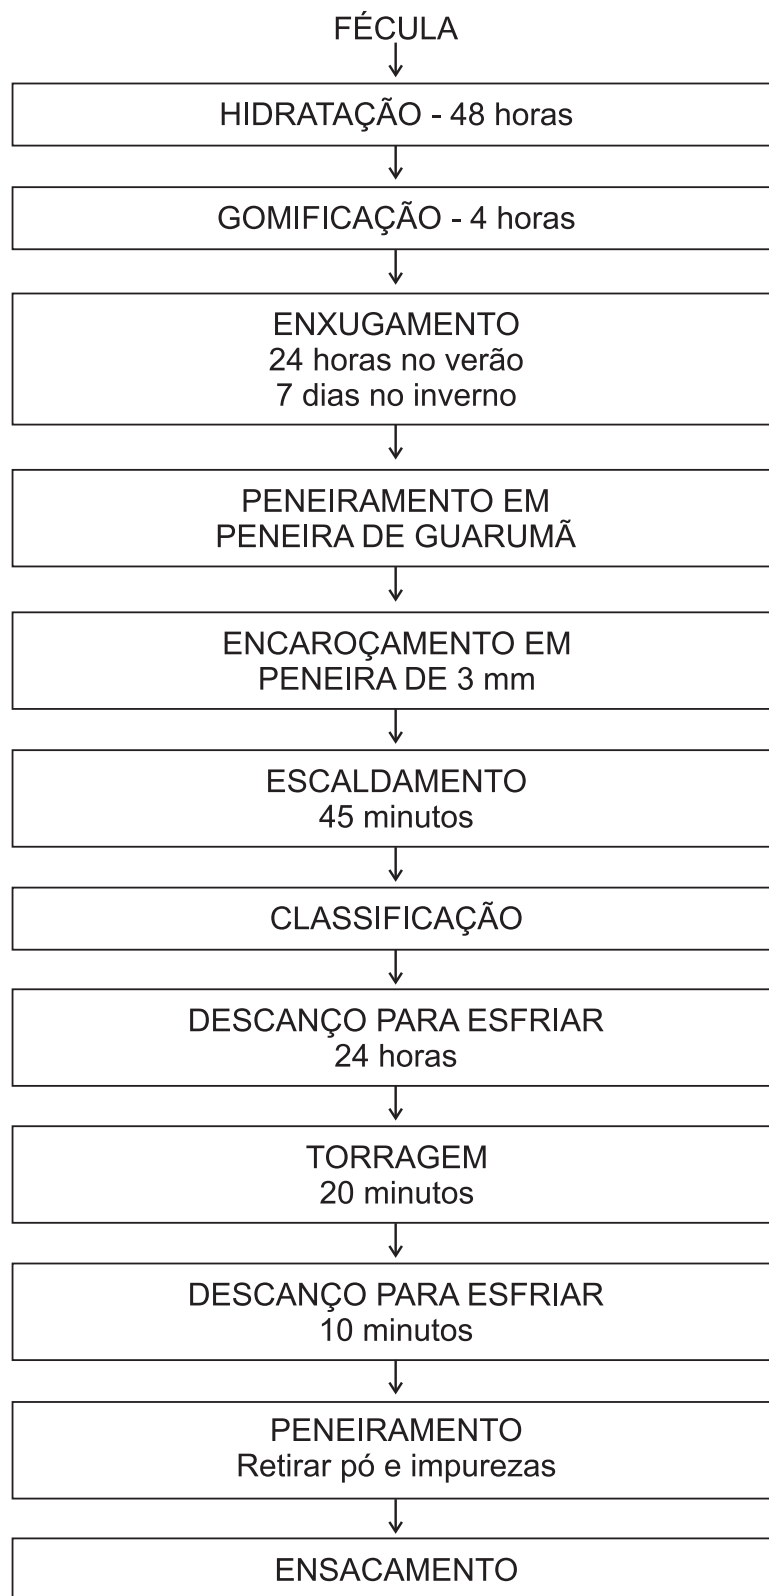 FÉCULA
HIDRATAÇÃO - 48 horas
GOMIFICAÇÃO - 4 horas
ENXUGAMENTO
24 horas no verão
7 dias no inverno
PENEIRAMENTO EM
PENEIRA DE GUARUMÃ
ENCAROÇAMENTO EM
PENEIRA DE 3 mm
ESCALDAMENTO
45 minutos
CLASSIFICAÇÃO
DESCANÇO PARA ESFRIAR
24 horas
TORRAGEM
20 minutos
DESCANÇO PARA ESFRIAR
10 minutos
PENEIRAMENTO
Retirar pó e impurezas
ENSACAMENTO